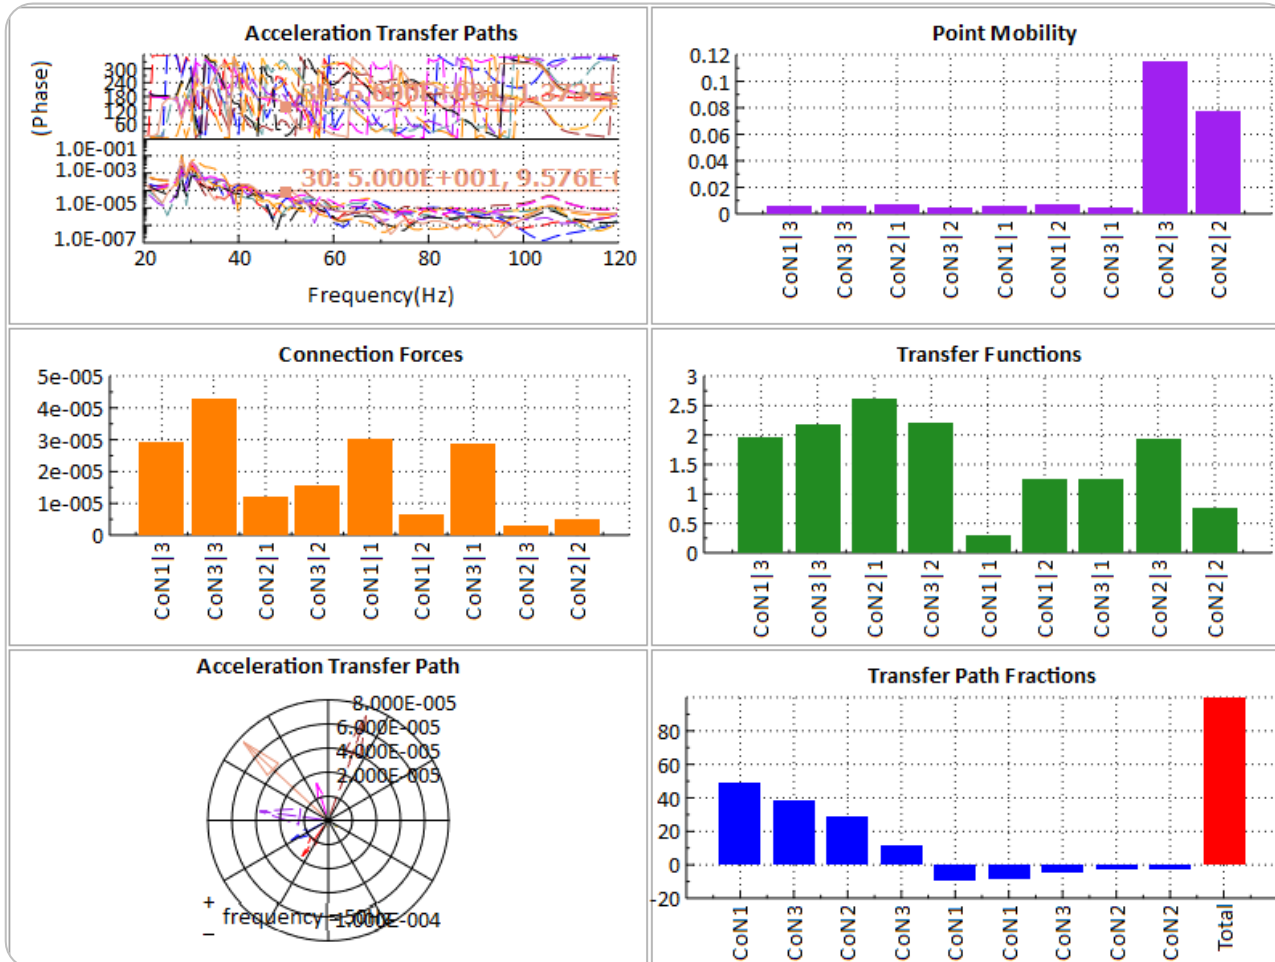 Acceleration Transfer Paths
(Phase)
300
240
180
120
60
1.0E-001
1.0E-003
30: 5.000E+001, 9.576E+
1.0E-005
1.0E-007
20 40 60 80 100 120
Frequency(Hz)
Point Mobility
0.12
0.1
0.08
0.06
0.04
0.02
0
CoN1|3 CoN3|3 CoN2|1 CoN3|2 CoN1|1 CoN1|2 CoN3|1 CoN2|3 CoN2|2
Connection Forces
5e-005
4e-005
3e-005
2e-005
1e-005
0
CoN1|3 CoN3|3 CoN2|1 CoN3|2 CoN1|1 CoN1|2 CoN3|1 CoN2|3 CoN2|2
Transfer Functions
3
2.5
2
1.5
1
0.5
0
CoN1|3 CoN3|3 CoN2|1 CoN3|2 CoN1|1 CoN1|2 CoN3|1 CoN2|3 CoN2|2
Acceleration Transfer Path
8.000E-005
6.000E-005
4.000E-005
2.000E-005
+
frequency = 50Hz
−
Transfer Path Fractions
80
60
40
20
0
-20
CoN1 CoN3 CoN2 CoN3 CoN1 CoN1 CoN3 CoN2 CoN2 Total